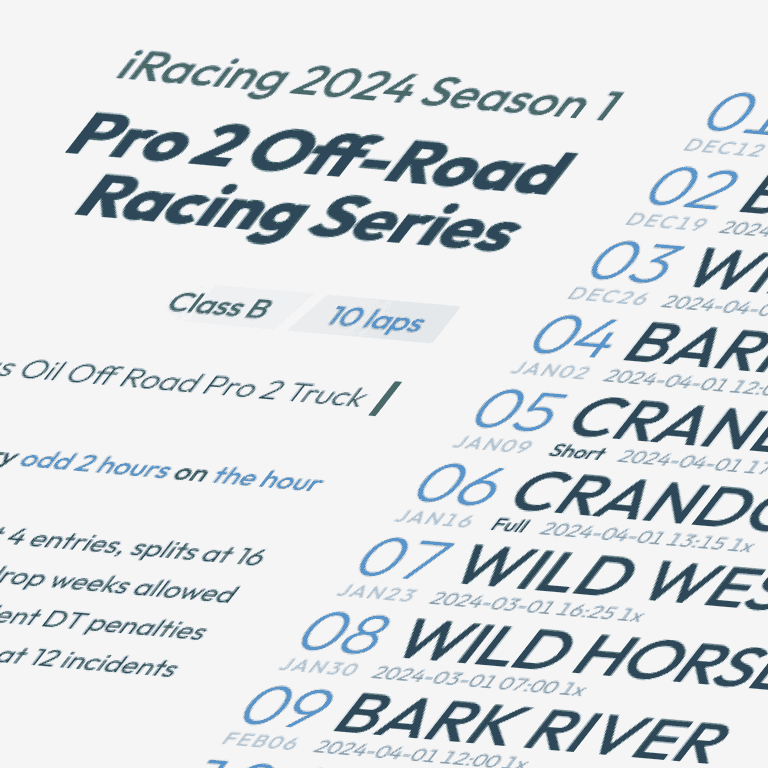 iRacing 2024 Season 1
Pro 2 Off-Road
Racing Series
Class B
10 laps
Oil Off Road Pro 2 Truck
odd 2 hours on the hour
4 entries, splits at 16
drop weeks allowed
DT penalties
at 12 incidents
01
DEC12
02
DEC19
03
DEC26
04 BARK
JAN02 2024-04-01 12:0
05 CRAND
JAN09 Short 2024-04-01 17
06 CRANDO
JAN16 Full 2024-04-01 13:15 1x
07 WILD WES
JAN23 2024-03-01 16:25 1x
08 WILD HORSE
JAN30 2024-03-01 07:00 1x
09 BARK RIVER
FEB06 2024-04-01 12:00 1x